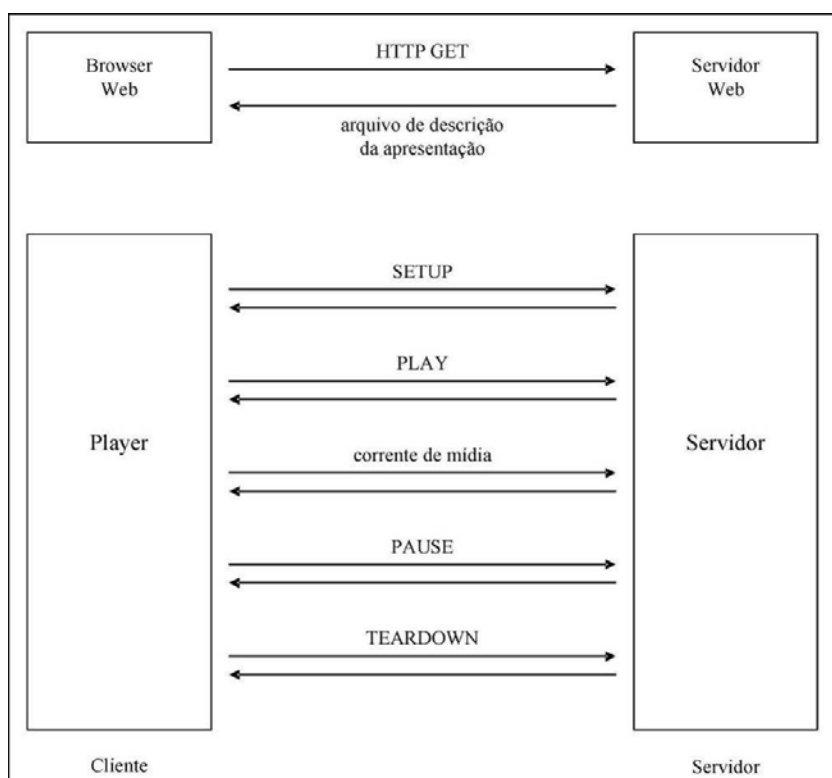 Browser
Web
HTTP GET
Servidor
Web
arquivo de descrição
da apresentação
SETUP
PLAY
Player
Servidor
corrente de mídia
PAUSE
TEARDOWN
Cliente
Servidor